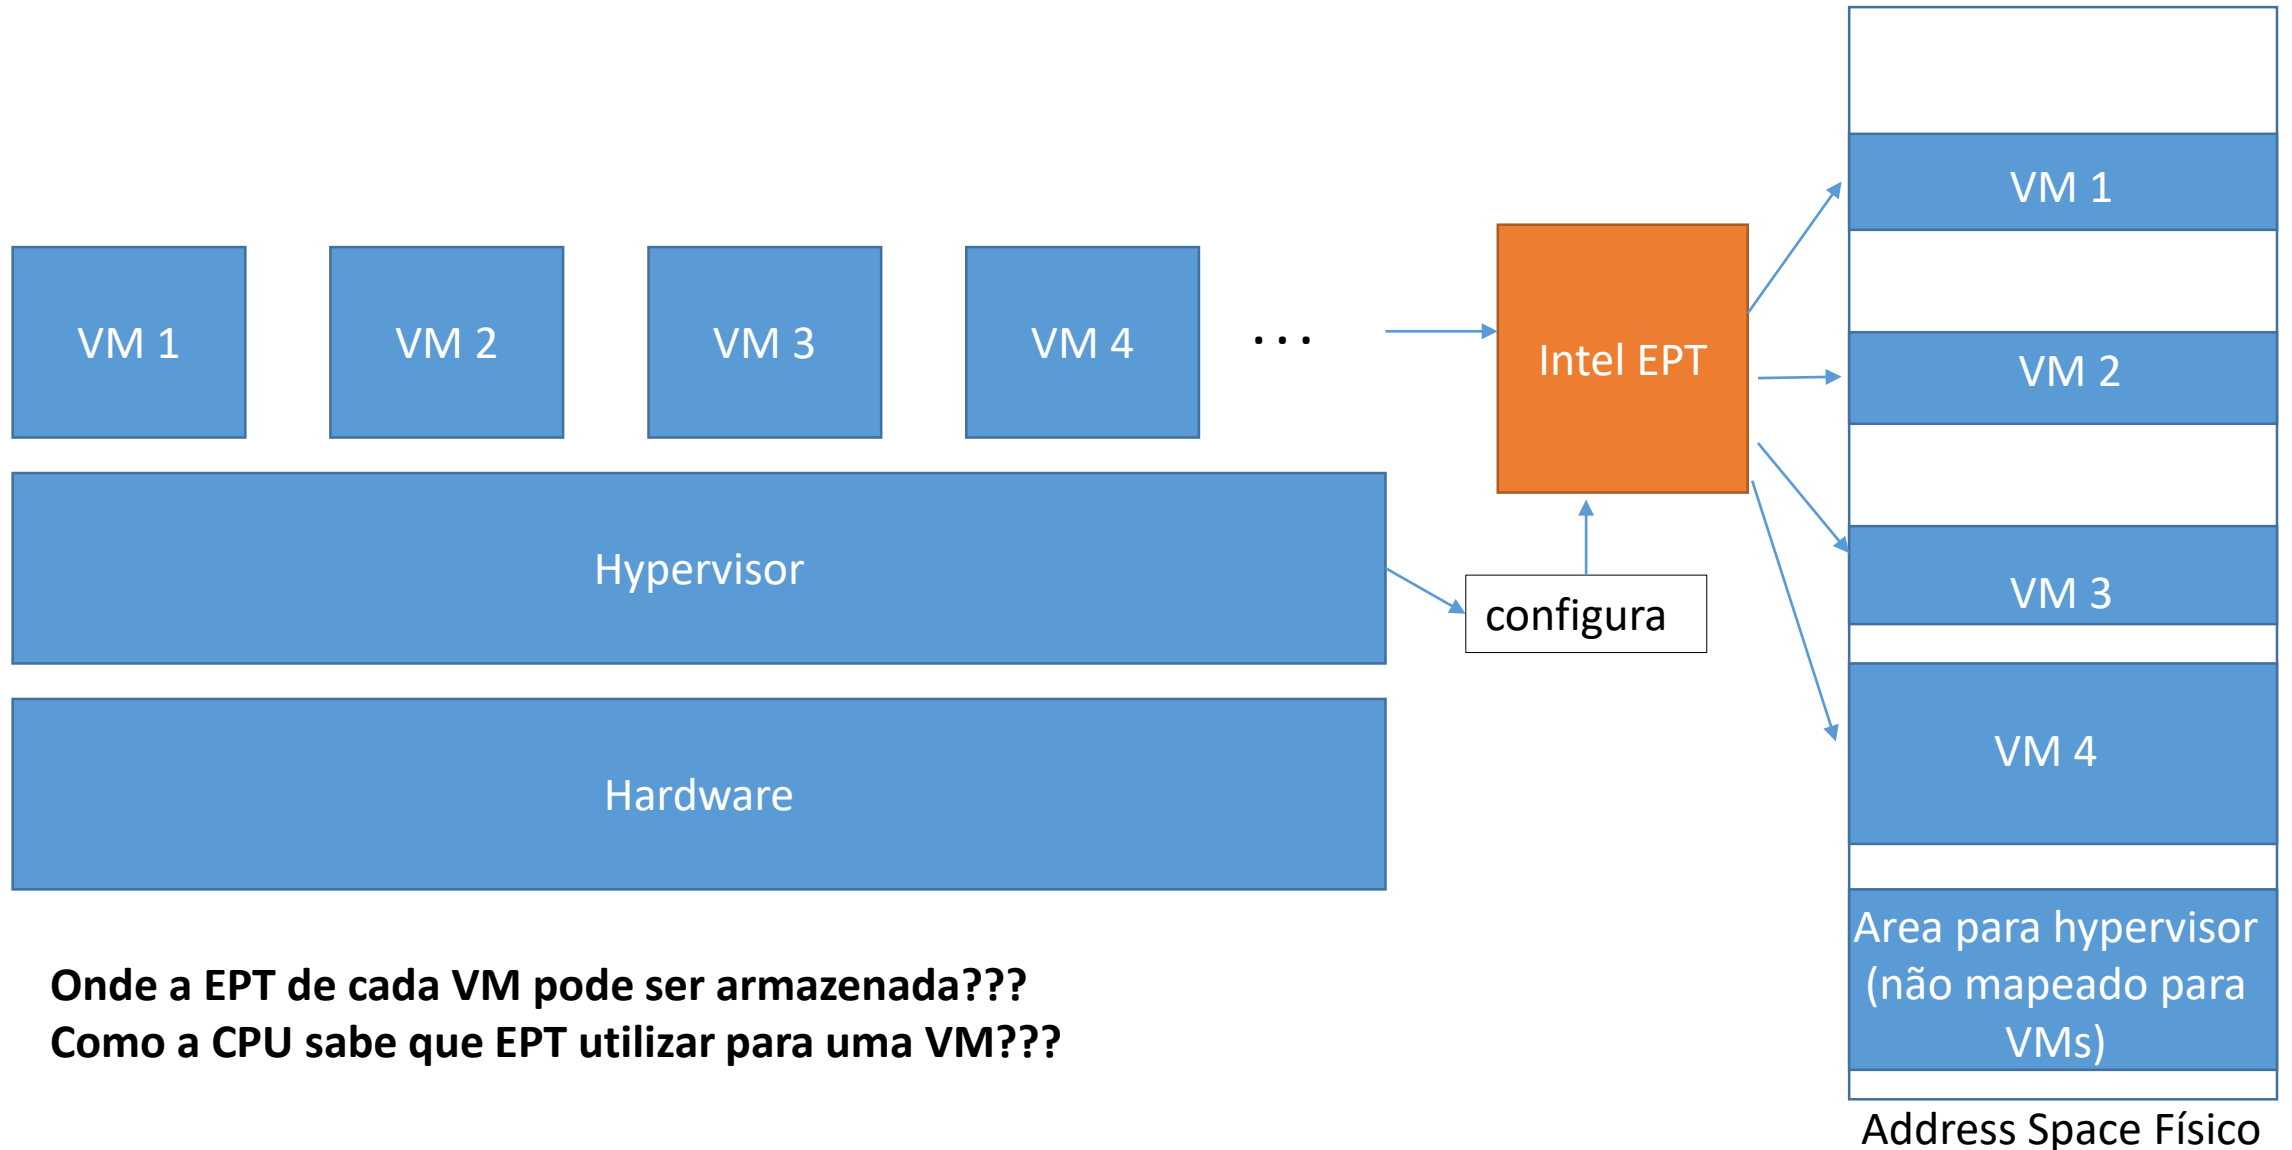 VM 1
VM 2
VM 3
VM 4
...
Intel EPT
Hypervisor
configura
Hardware
VM 1
VM 2
VM 3
VM 4
Area para hypervisor
(não mapeado para
VMs)
Address Space Físico
Onde a EPT de cada VM pode ser armazenada???
Como a CPU sabe que EPT utilizar para uma VM???